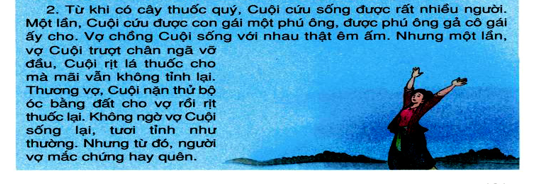 2. Từ khi có cây thuốc quý, Cuội cứu sống được rất nhiều người.
Một lần, Cuội cứu được con gái một phú ông, được phú ông gả cô gái
ấy cho. Vợ chồng Cuội sống với nhau thật êm ấm. Nhưng một lần,
vợ Cuội trượt chân ngã vỡ
đầu, Cuội rịt lá thuốc cho
mà mãi vẫn không tỉnh lại.
Thương vợ, Cuội nặn thử bộ
óc bằng đất cho vợ rồi rịt
thuốc lại. Không ngờ vợ Cuội
sống lại, tươi tỉnh như
thường. Nhưng từ đó, người
vợ mắc chứng hay quên.